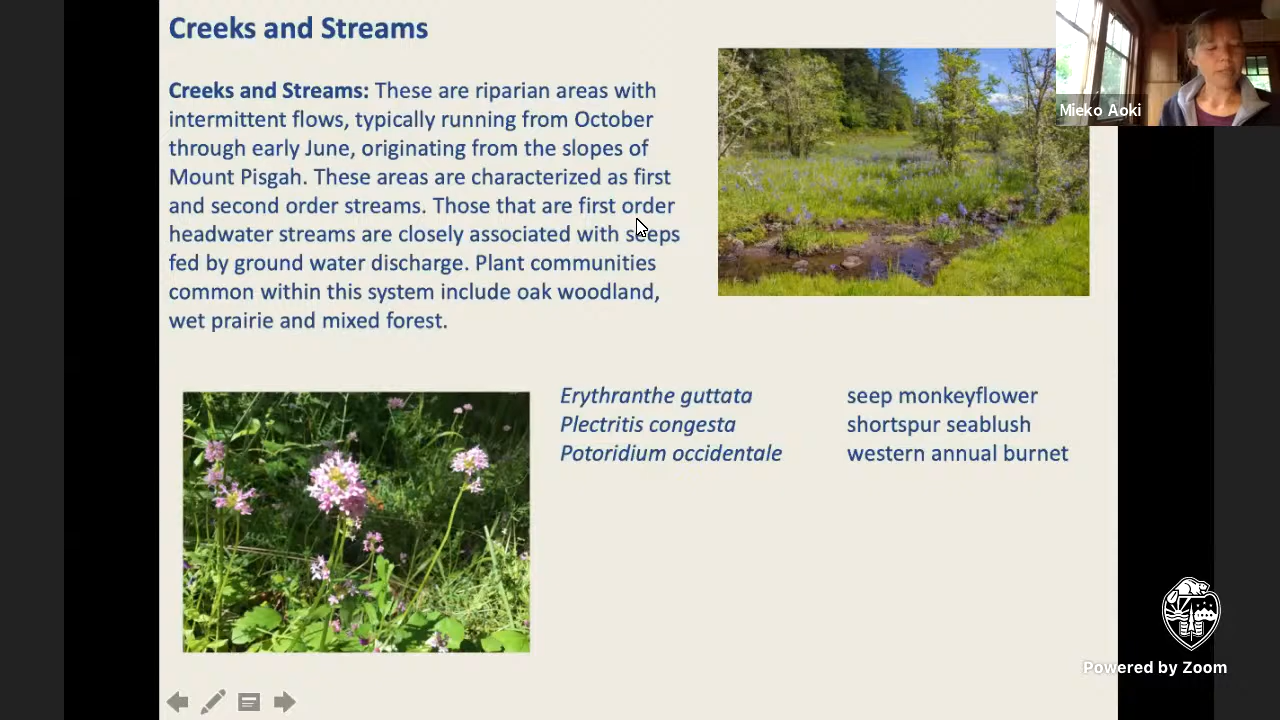 Creeks and Streams
Creeks and Streams: These are riparian areas with
intermittent flows, typically running from October
through early June, originating from the slopes of
Mount Pisgah. These areas are characterized as first
and second order streams. Those that are first order
headwater streams are closely associated with seeps
fed by ground water discharge. Plant communities
common within this system include oak woodland,
wet prairie and mixed forest.
Mieko Aoki
Erythranthe guttata seep monkeyflower
Plectritis congesta shortspur seablush
Potoridium occidentale western annual burnet
Powered by Zoom